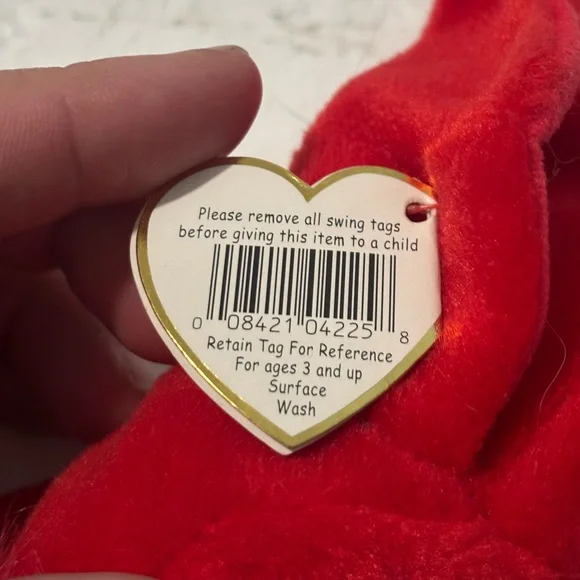 Please remove all swing tags
before giving this item to a child
0 08421 04225 8
Retain Tag For Reference
For ages 3 and up
Surface
Wash